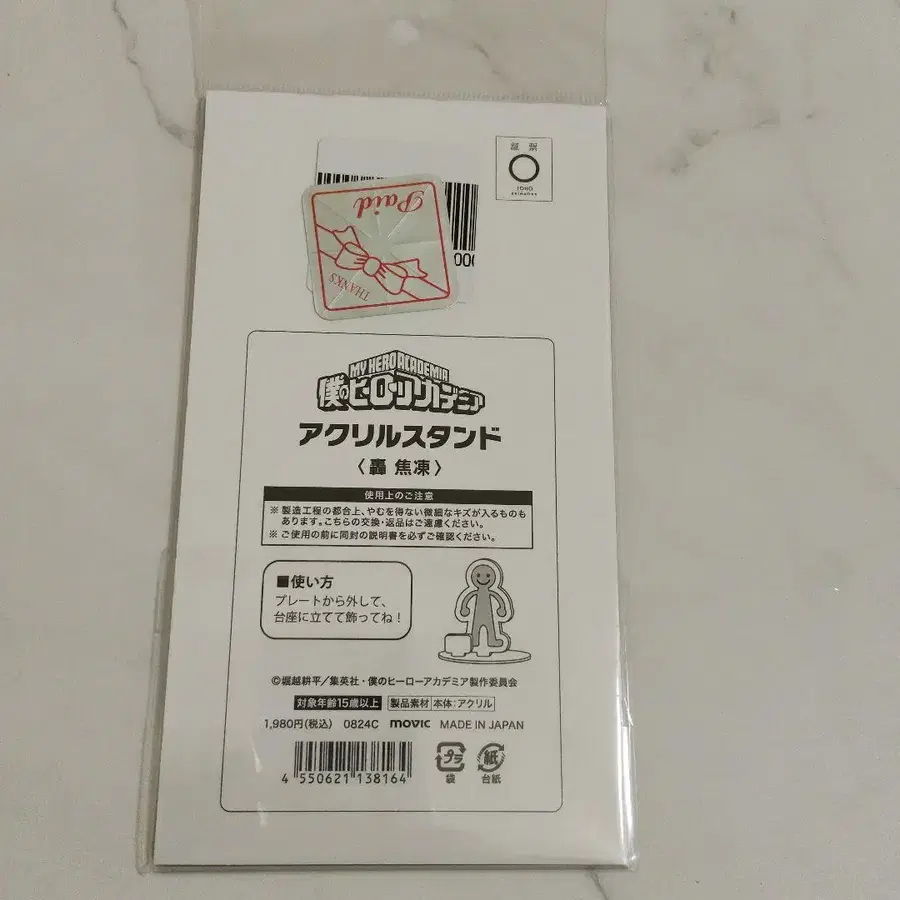 証票
TOHO
animation
Paid
THANKS
000
MY HERO ACADEMIA
僕のヒーローアカデミア
アクリルスタンド
〈轟 焦凍〉
使用上のご注意
※製造工程の都合上、やむを得ない微細なキズが入るものも
あります。こちらの交換・返品はご遠慮ください。
※ご使用の前に同封の説明書を必ずご確認ください。
■使い方
プレートから外して、
台座に立てて飾ってね!
©堀越耕平/集英社・僕のヒーローアカデミア製作委員会
対象年齢15歳以上 製品素材 本体:アクリル
1,980円(税込) 0824C movic MADE IN JAPAN
4 550621 138164
プラ 紙
袋 台紙